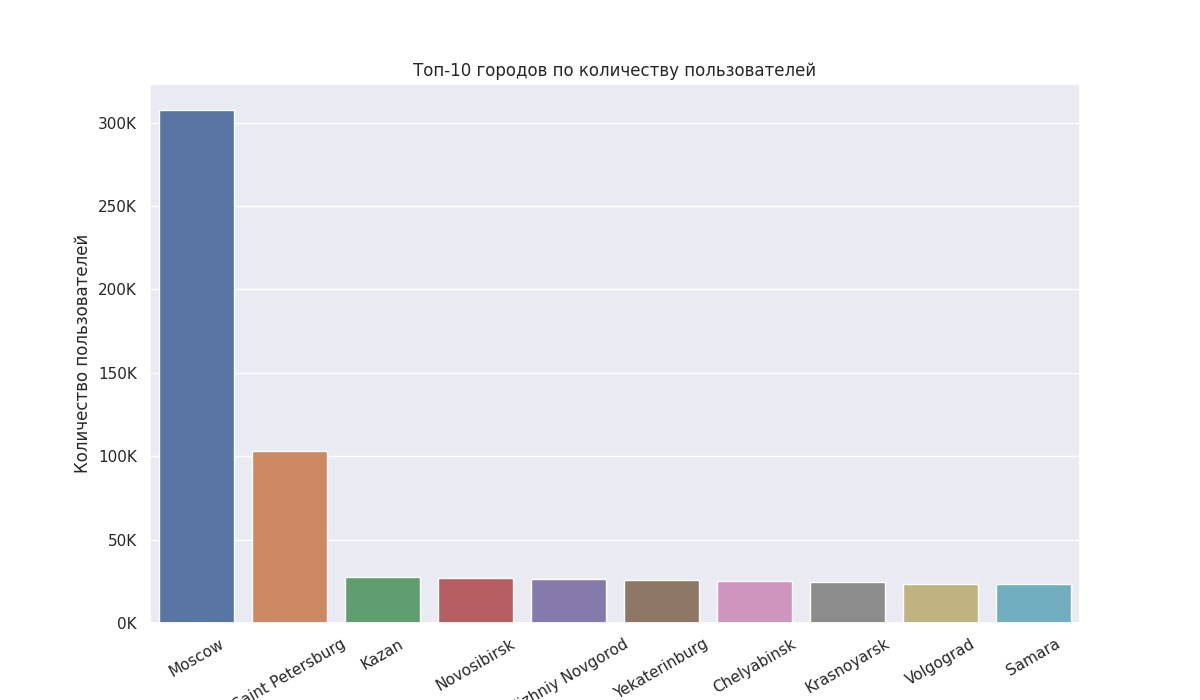 Топ-10 городов по количеству пользователей
Количество пользователей
300K
250K
200K
150K
100K
50K
0K
Moscow
Saint Petersburg
Kazan
Novosibirsk
zhniy Novgorod
Yekaterinburg
Chelyabinsk
Krasnoyarsk
Volgograd
Samara